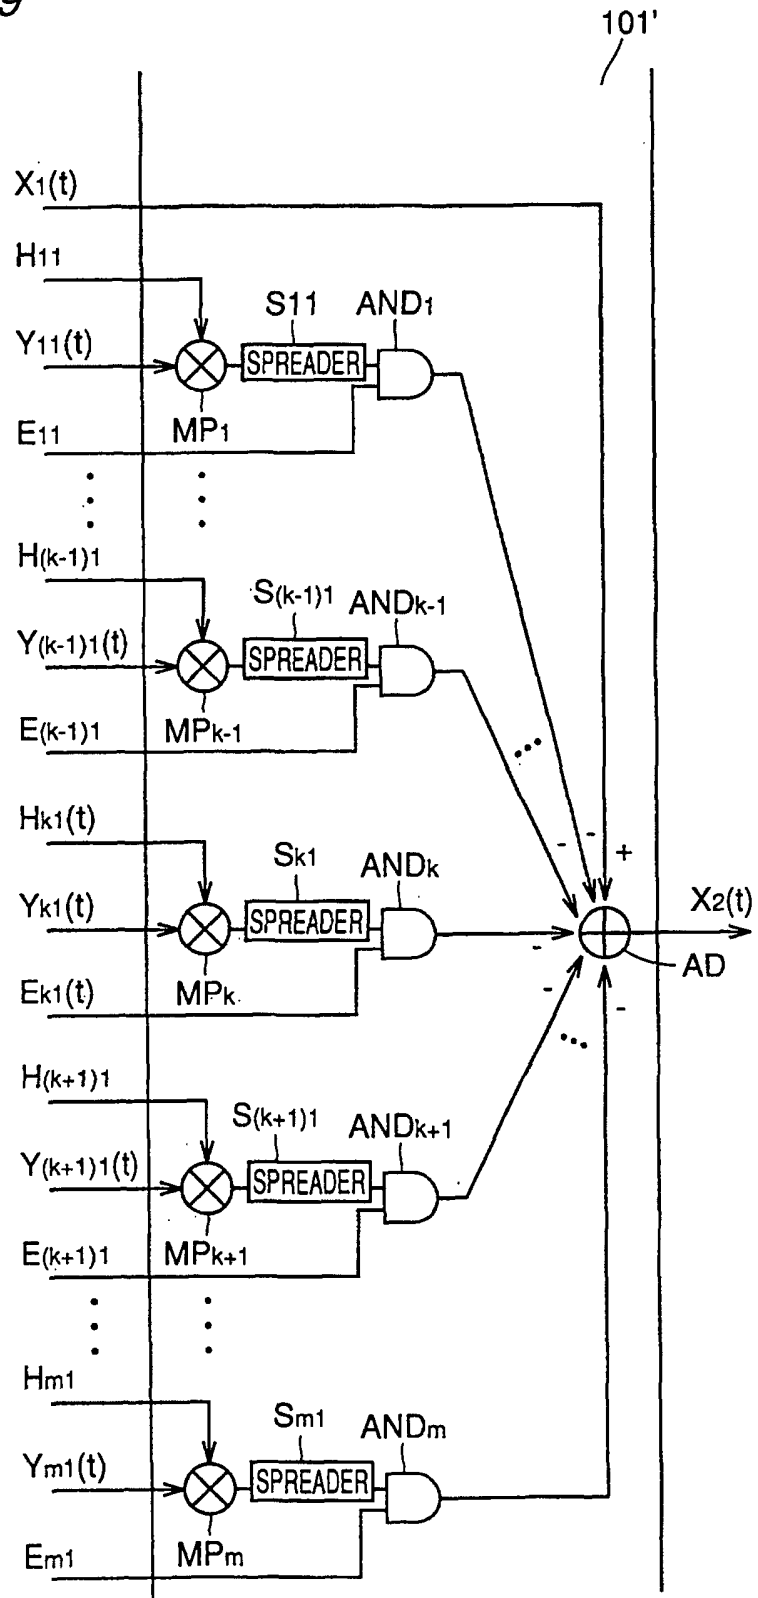 9
101'
X1(t)
H11
S11
AND1
Y11(t)
SPREADER
MP1
E11
H(k-1)1
S(k-1)1
ANDk-1
Y(k-1)1(t)
SPREADER
MPk-1
E(k-1)1
Hk1(t)
- - +
Sk1
ANDk
Yk1(t)
SPREADER
X2(t)
-
AD
MPk
-
Ek1(t)
-
H(k+1)1
S(k+1)1
ANDk+1
Y(k+1)1(t)
SPREADER
MPk+1
E(k+1)1
Hm1
Sm1
ANDm
Ym1(t)
SPREADER
MPm
Em1